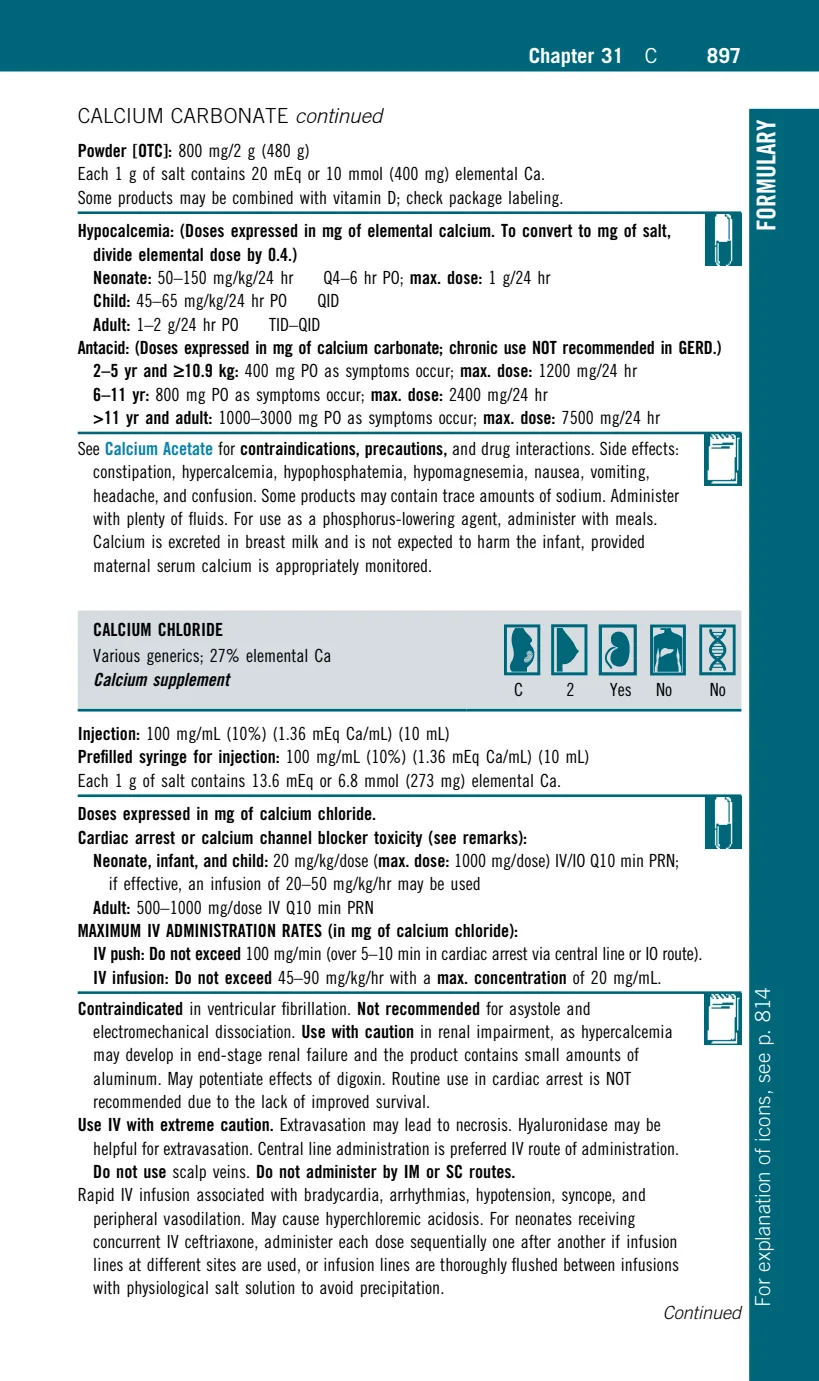 Chapter 31 C 897
CALCIUM CARBONATE continued
Powder [OTC]: 800 mg/2 g (480 g)
Each 1 g of salt contains 20 mEq or 10 mmol (400 mg) elemental Ca.
Some products may be combined with vitamin D; check package labeling.
Hypocalcemia: (Doses expressed in mg of elemental calcium. To convert to mg of salt,
divide elemental dose by 0.4.)
Neonate: 50–150 mg/kg/24 hr Q4–6 hr PO; max. dose: 1 g/24 hr
Child: 45–65 mg/kg/24 hr PO QID
Adult: 1–2 g/24 hr PO TID–QID
Antacid: (Doses expressed in mg of calcium carbonate; chronic use NOT recommended in GERD.)
2–5 yr and ≥10.9 kg: 400 mg PO as symptoms occur; max. dose: 1200 mg/24 hr
6–11 yr: 800 mg PO as symptoms occur; max. dose: 2400 mg/24 hr
>11 yr and adult: 1000–3000 mg PO as symptoms occur; max. dose: 7500 mg/24 hr
See Calcium Acetate for contraindications, precautions, and drug interactions. Side effects:
constipation, hypercalcemia, hypophosphatemia, hypomagnesemia, nausea, vomiting,
headache, and confusion. Some products may contain trace amounts of sodium. Administer
with plenty of fluids. For use as a phosphorus-lowering agent, administer with meals.
Calcium is excreted in breast milk and is not expected to harm the infant, provided
maternal serum calcium is appropriately monitored.
CALCIUM CHLORIDE
Various generics; 27% elemental Ca
Calcium supplement
C 2 Yes No No
Injection: 100 mg/mL (10%) (1.36 mEq Ca/mL) (10 mL)
Prefilled syringe for injection: 100 mg/mL (10%) (1.36 mEq Ca/mL) (10 mL)
Each 1 g of salt contains 13.6 mEq or 6.8 mmol (273 mg) elemental Ca.
Doses expressed in mg of calcium chloride.
Cardiac arrest or calcium channel blocker toxicity (see remarks):
Neonate, infant, and child: 20 mg/kg/dose (max. dose: 1000 mg/dose) IV/IO Q10 min PRN;
if effective, an infusion of 20–50 mg/kg/hr may be used
Adult: 500–1000 mg/dose IV Q10 min PRN
MAXIMUM IV ADMINISTRATION RATES (in mg of calcium chloride):
IV push: Do not exceed 100 mg/min (over 5–10 min in cardiac arrest via central line or IO route).
IV infusion: Do not exceed 45–90 mg/kg/hr with a max. concentration of 20 mg/mL.
Contraindicated in ventricular fibrillation. Not recommended for asystole and
electromechanical dissociation. Use with caution in renal impairment, as hypercalcemia
may develop in end-stage renal failure and the product contains small amounts of
aluminum. May potentiate effects of digoxin. Routine use in cardiac arrest is NOT
recommended due to the lack of improved survival.
Use IV with extreme caution. Extravasation may lead to necrosis. Hyaluronidase may be
helpful for extravasation. Central line administration is preferred IV route of administration.
Do not use scalp veins. Do not administer by IM or SC routes.
Rapid IV infusion associated with bradycardia, arrhythmias, hypotension, syncope, and
peripheral vasodilation. May cause hyperchloremic acidosis. For neonates receiving
concurrent IV ceftriaxone, administer each dose sequentially one after another if infusion
lines at different sites are used, or infusion lines are thoroughly flushed between infusions
with physiological salt solution to avoid precipitation.
Continued
FORMULARY
For explanation of icons, see p. 814